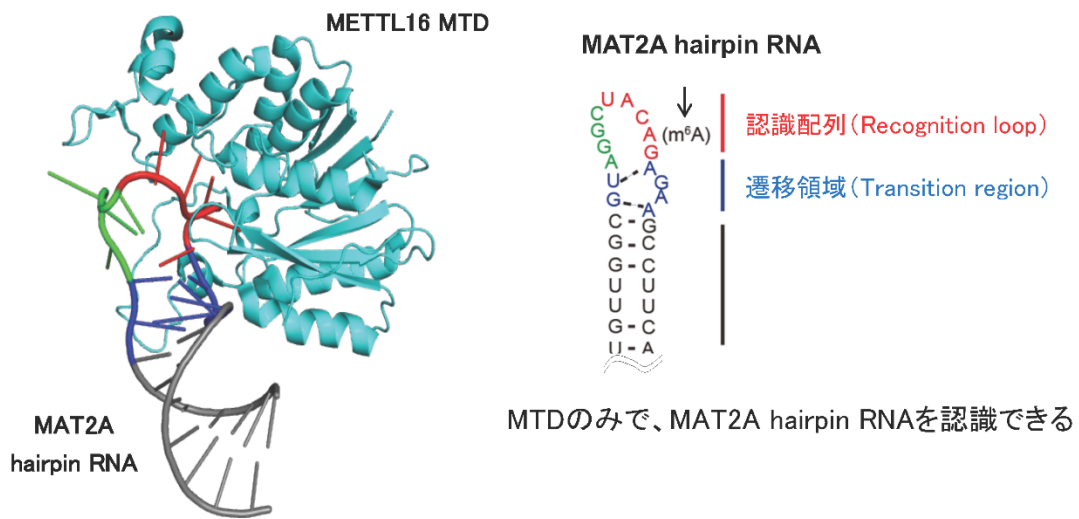 METTL16 MTD
MAT2A
hairpin RNA
MAT2A hairpin RNA
U A
C C
G A (m⁶A)
G G
A A
U G
A
G A
C G
G C
G C
U U
U U
G C
U A
認識配列(Recognition loop)
遷移領域(Transition region)
MTDのみで、MAT2A hairpin RNAを認識できる